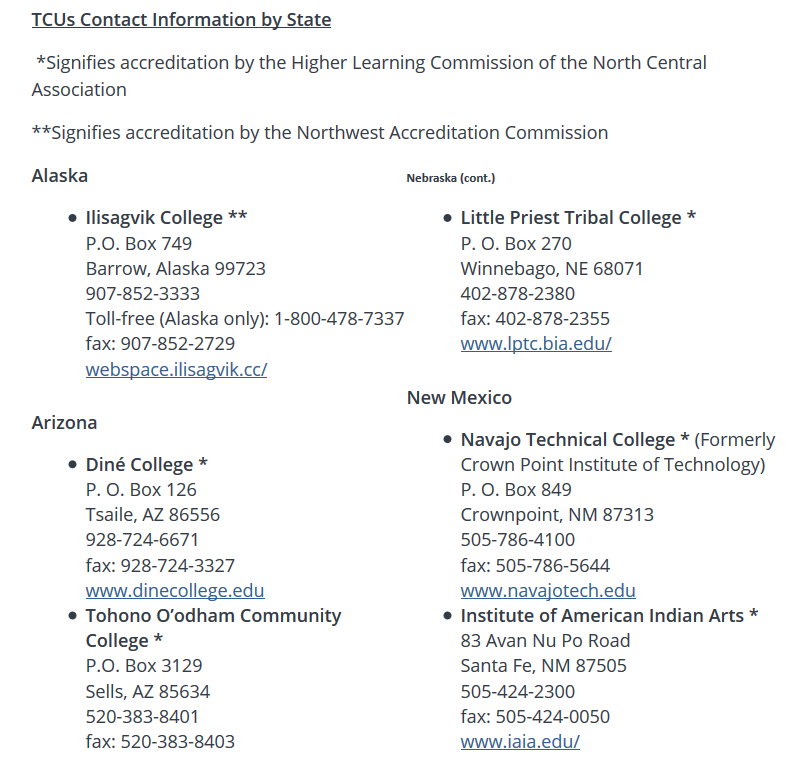 TCUs Contact Information by State
*Signifies accreditation by the Higher Learning Commission of the North Central
Association
**Signifies accreditation by the Northwest Accreditation Commission
Alaska
• Ilisagvik College **
P.O. Box 749
Barrow, Alaska 99723
907-852-3333
Toll-free (Alaska only): 1-800-478-7337
fax: 907-852-2729
webspace.ilisagvik.cc/
Arizona
• Diné College *
P. O. Box 126
Tsaile, AZ 86556
928-724-6671
fax: 928-724-3327
www.dinecollege.edu
• Tohono O’odham Community
College *
P.O. Box 3129
Sells, AZ 85634
520-383-8401
fax: 520-383-8403
Nebraska (cont.)
• Little Priest Tribal College *
P. O. Box 270
Winnebago, NE 68071
402-878-2380
fax: 402-878-2355
www.lptc.bia.edu/
New Mexico
• Navajo Technical College * (Formerly
Crown Point Institute of Technology)
P. O. Box 849
Crownpoint, NM 87313
505-786-4100
fax: 505-786-5644
www.navajotech.edu
• Institute of American Indian Arts *
83 Avan Nu Po Road
Santa Fe, NM 87505
505-424-2300
fax: 505-424-0050
www.iaia.edu/